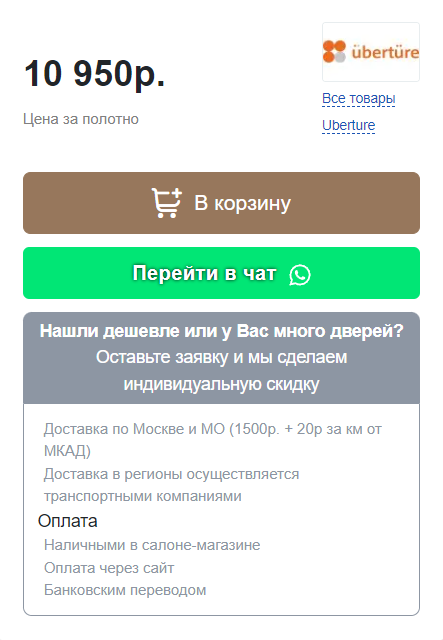 10 950р.
Цена за полотно
übertüre
Все товары
Uberture
В корзину
Перейти в чат
Нашли дешевле или у Вас много дверей?
Оставьте заявку и мы сделаем
индивидуальную скидку
Доставка по Москве и МО (1500р. + 20р за км от
МКАД)
Доставка в регионы осуществляется
транспортными компаниями
Оплата
Наличными в салоне-магазине
Оплата через сайт
Банковским переводом